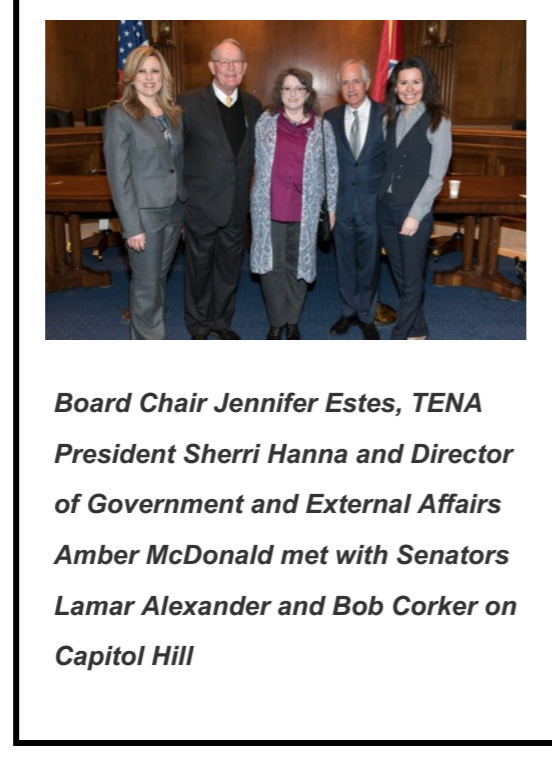 Board Chair Jennifer Estes, TENA
President Sherri Hanna and Director
of Government and External Affairs
Amber McDonald met with Senators
Lamar Alexander and Bob Corker on
Capitol Hill